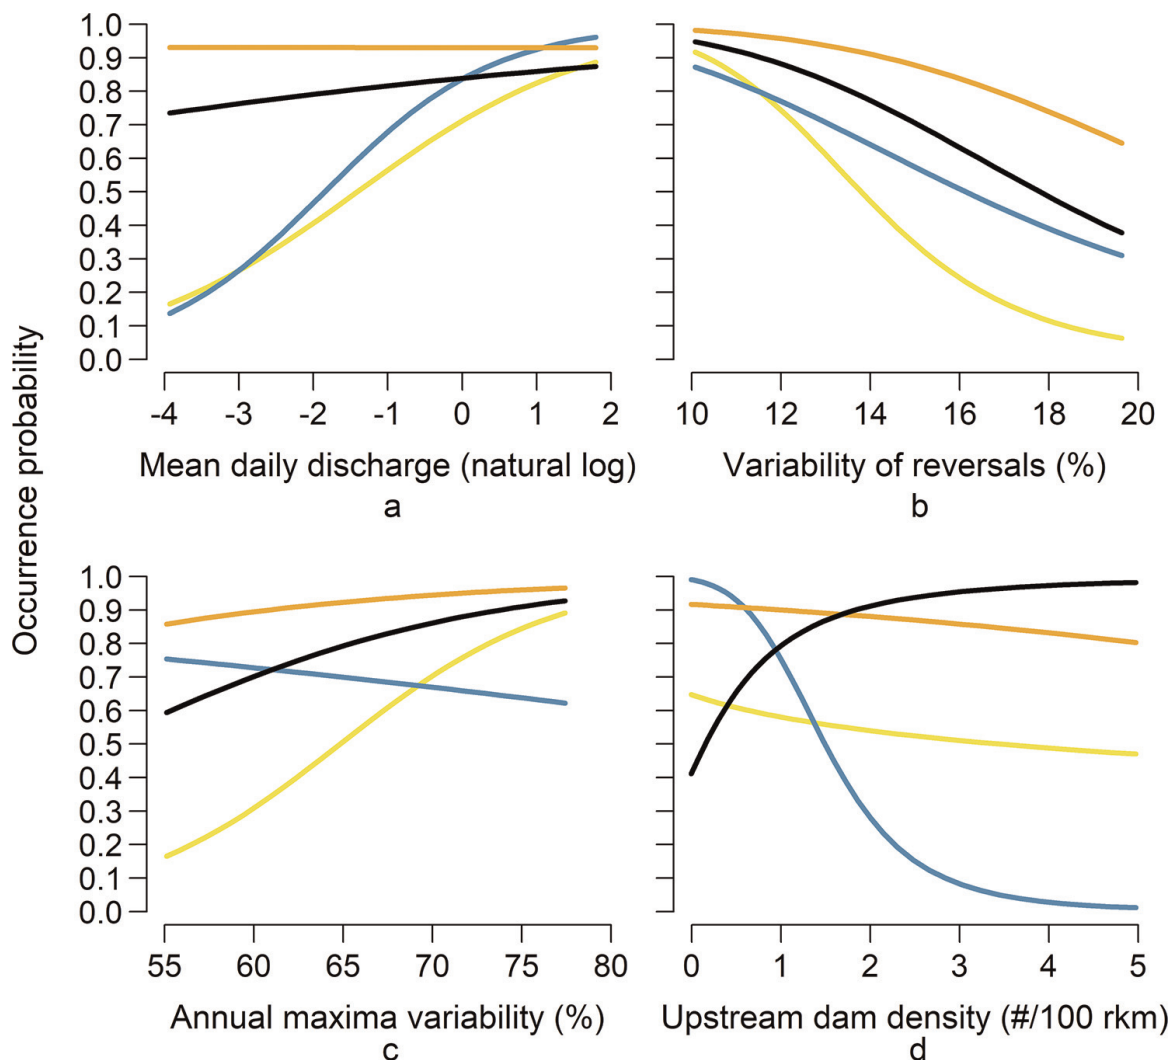 Occurrence probability
1.0
0.9
0.8
0.7
0.6
0.5
0.4
0.3
0.2
0.1
0.0
-4 -3 -2 -1 0 1 2
Mean daily discharge (natural log)
a
10 12 14 16 18 20
Variability of reversals (%)
b
1.0
0.9
0.8
0.7
0.6
0.5
0.4
0.3
0.2
0.1
0.0
55 60 65 70 75 80
Annual maxima variability (%)
c
0 1 2 3 4 5
Upstream dam density (#/100 rkm)
d